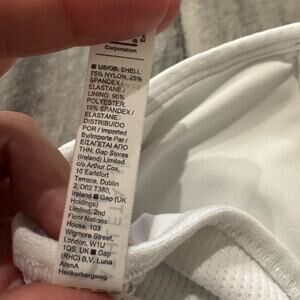 Corporation
En
■ US/GB: SHELL:
75% NYLON, 25%
SPANDEX /
ELASTANE /
LINING: 90%
POLYESTER,
10% SPANDEX /
ELASTANE
DISTRIBUIDO
POR / Imported
By/Importe Par /
ΕΙΣΑΓΕΤΑΙ ΑΠΟ
ΤΗΝ: Gap Stores
(Ireland) Limited
c/o Arthur Cox,
10 Earlsfort
Terrace, Dublin
2, D02 T380,
Ireland ■ Gap (UK
Holdings)
Limited, 2nd
Floor Nations
House, 103
Wigmore Street,
London, W1U
1QS, UK ■ Gap
(RHC) B.V. Luna
ArenA
Herikerbergweg